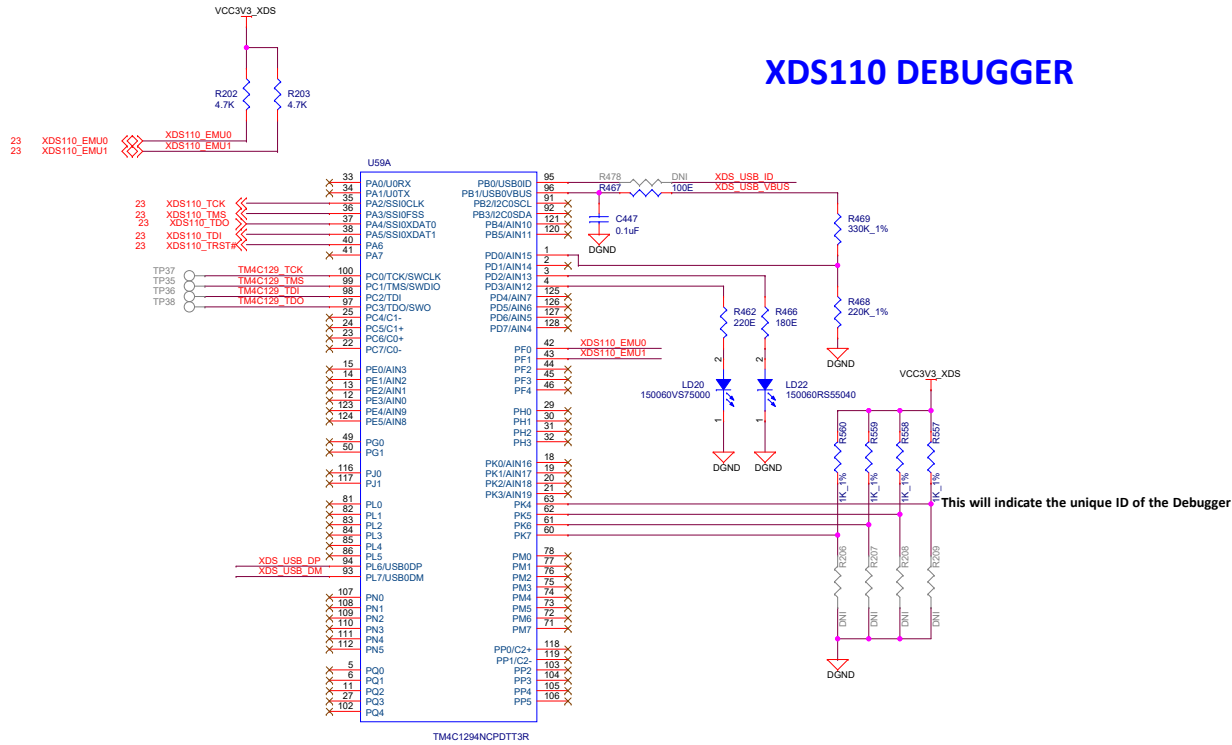 VCC3V3_XDS
XDS110 DEBUGGER
R202
4.7K
R203
4.7K
23 XDS110_EMU0 XDS110_EMU0
23 XDS110_EMU1 XDS110_EMU1
U59A
33 PA0/U0RX
34 PA1/U0TX
23 XDS110_TCK 35 PA2/SSI0CLK
23 XDS110_TMS 36 PA3/SSI0FSS
23 XDS110_TDO 37 PA4/SSI0XDAT0
23 XDS110_TDI 38 PA5/SSI0XDAT1
23 XDS110_TRST# 40 PA6
41 PA7
TP37 TM4C129_TCK 100 PC0/TCK/SWCLK
TP35 TM4C129_TMS 99 PC1/TMS/SWDIO
TP36 TM4C129_TDI 98 PC2/TDI
TP38 TM4C129_TDO 97 PC3/TDO/SWO
25 PC4/C1-
24 PC5/C1+
23 PC6/C0+
22 PC7/C0-
15 PE0/AIN3
14 PE1/AIN2
13 PE2/AIN1
12 PE3/AIN0
123 PE4/AIN9
124 PE5/AIN8
49 PG0
50 PG1
116 PJ0
117 PJ1
81 PL0
82 PL1
83 PL2
84 PL3
85 PL4
86 PL5
XDS_USB_DP 94 PL6/USB0DP
XDS_USB_DM 93 PL7/USB0DM
107 PN0
108 PN1
109 PN2
110 PN3
111 PN4
112 PN5
5 PQ0
6 PQ1
11 PQ2
27 PQ3
102 PQ4
PB0/USB0ID 95 R478 DNI XDS_USB_ID
PB1/USB0VBUS 96 R467 100E XDS_USB_VBUS
PB2/I2C0SCL 91
PB3/I2C0SDA 92
PB4/AIN10 121
PB5/AIN11 120
C447
0.1uF
DGND
R469
330K_1%
PD0/AIN15 1
PD1/AIN14 2
PD2/AIN13 3
PD3/AIN12 4
PD4/AIN7 125
PD5/AIN6 126
PD6/AIN5 127
PD7/AIN4 128
R462
220E
R466
180E
R468
220K_1%
DGND
PF0 42 XDS110_EMU0
PF1 43 XDS110_EMU1
PF2 44
PF3 45
PF4 46
2
LD20
150060VS75000
1
DGND
2
LD22
150060RS55040
1
DGND
PH0 29
PH1 30
PH2 31
PH3 32
PK0/AIN16 18
PK1/AIN17 19
PK2/AIN18 20
PK3/AIN19 21
PK4 63
PK5 62
PK6 61
PK7 60
VCC3V3_XDS
R560 R559 R558 R557
1K_1% 1K_1% 1K_1% 1K_1%
This will indicate the unique ID of the Debugger
R206 R207 R208 R209
DNI DNI DNI DNI
DGND
PM0 78
PM1 77
PM2 76
PM3 75
PM4 74
PM5 73
PM6 72
PM7 71
PP0/C2+ 118
PP1/C2- 119
PP2 103
PP3 104
PP4 105
PP5 106
TM4C1294NCPDTT3R